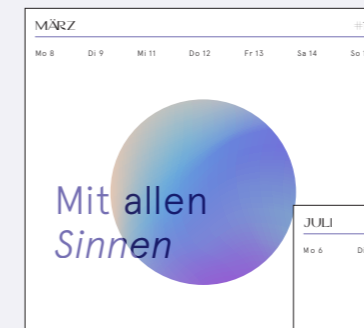 MÄRZ
Mo 8 Di 9 Mi 11 Do 12 Fr 13 Sa 14 So
Mit allen
Sinnen
JULI
Mo 6